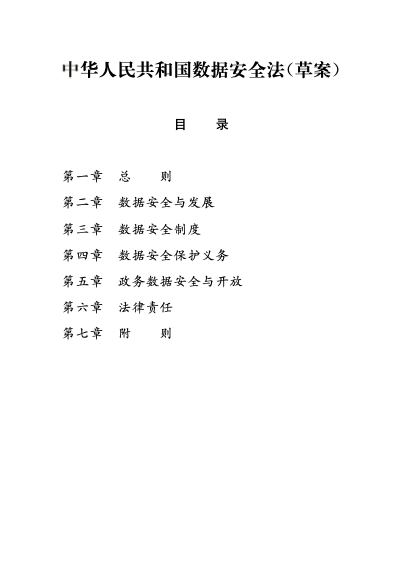 中华人民共和国数据安全法（草案）
目　　录
第一章　总　　则
第二章　数据安全与发展
第三章　数据安全制度
第四章　数据安全保护义务
第五章　政务数据安全与开放
第六章　法律责任
第七章　附　　则